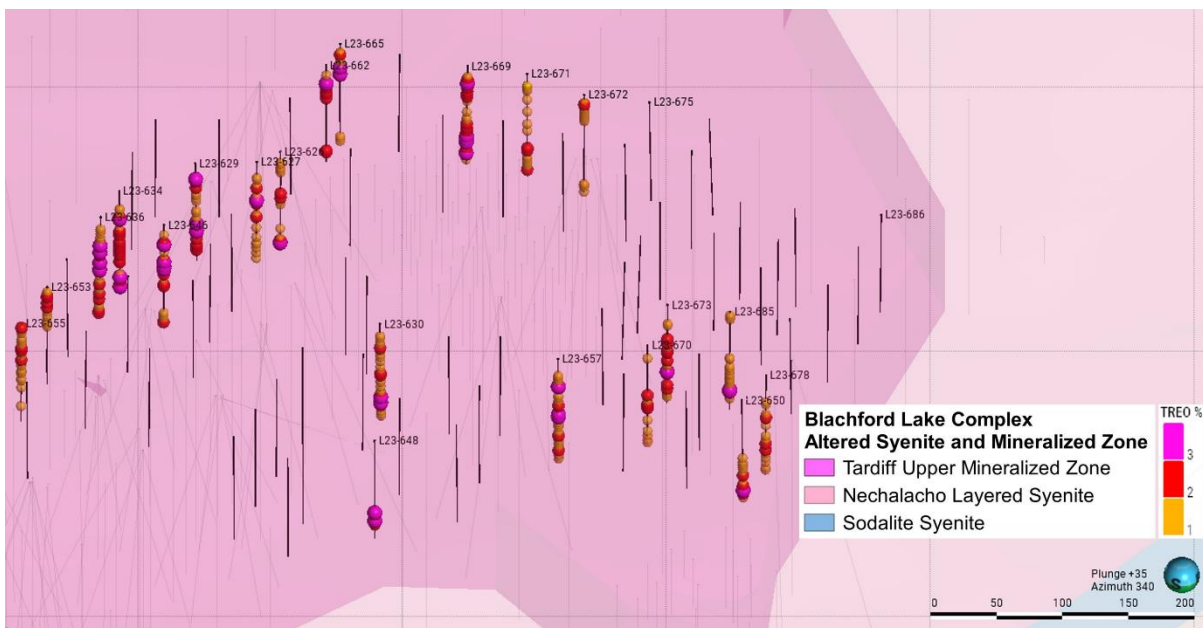 L23-665
L23-662
L23-669
L23-671
L23-672
L23-675
L23-629
L23-627
L23-634
L23-636
L23-646
L23-686
L23-653
L23-655
L23-630
L23-673
L23-685
L23-670
L23-657
L23-678
L23-650
L23-648
Blachford Lake Complex
Altered Syenite and Mineralized Zone
Tardiff Upper Mineralized Zone
Nechalacho Layered Syenite
Sodalite Syenite
TREO %
3
2
1
Plunge +35
Azimuth 340
S
0 50 100 150 200